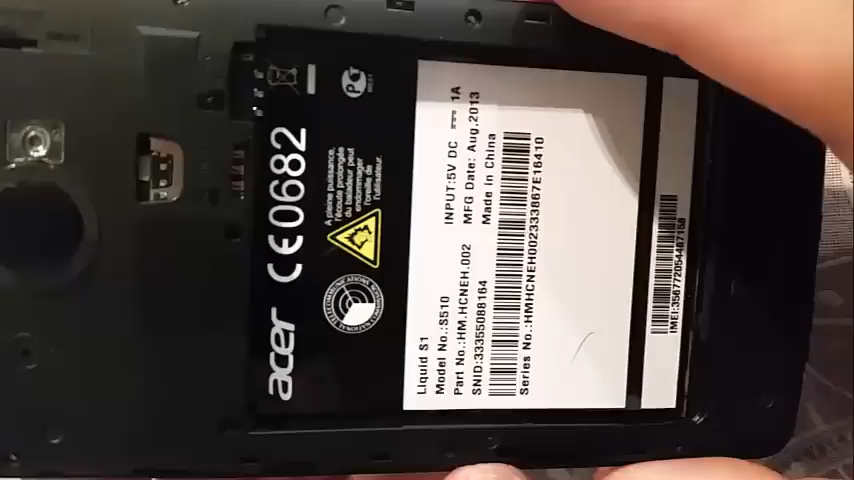 acer CE0682
A pleine puissance,
l'écoute prolongée
du baladeur peut
endommager
l'oreille de
l'utilisateur.
Liquid S1
Model No.:S510
Part No.:HM.HCNEH.002
SNID:33355088164
INPUT:5V DC ⎓ 1A
MFG Date: Aug,2013
Made in China
Series No.:HMHCNEH002333867E16410
IMEI:356772054467158